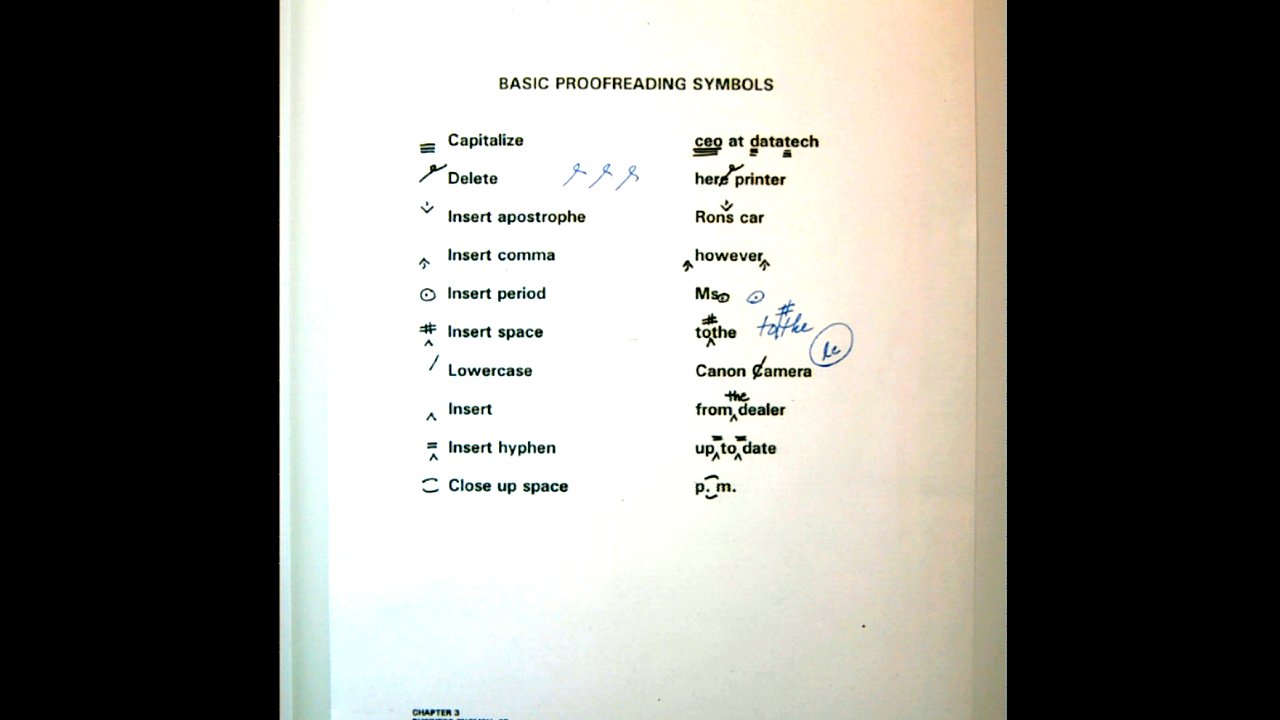 BASIC PROOFREADING SYMBOLS
Capitalize ceo at datatech
Delete here printer
Insert apostrophe Rons car
Insert comma however
Insert period Ms
# Insert space # tothe # tothe
lc
/ Lowercase Canon Camera
Insert the from dealer
= Insert hyphen up to date
Close up space p. m.
CHAPTER 3